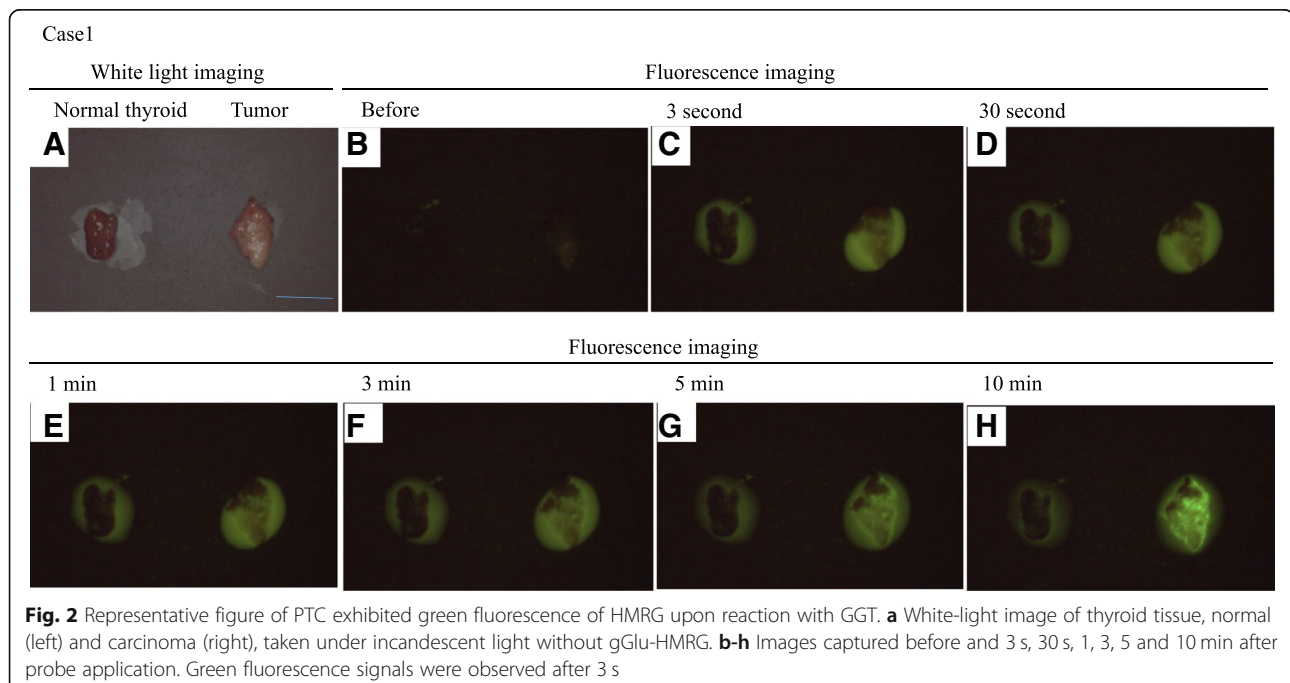 Case1
White light imaging
Fluorescence imaging
Normal thyroid
Tumor
Before
3 second
30 second
A
B
C
D
Fluorescence imaging
1 min
3 min
5 min
10 min
E
F
G
H
Fig. 2 Representative figure of PTC exhibited green fluorescence of HMRG upon reaction with GGT. a White-light image of thyroid tissue, normal
(left) and carcinoma (right), taken under incandescent light without gGlu-HMRG. b-h Images captured before and 3 s, 30 s, 1, 3, 5 and 10 min after
probe application. Green fluorescence signals were observed after 3 s